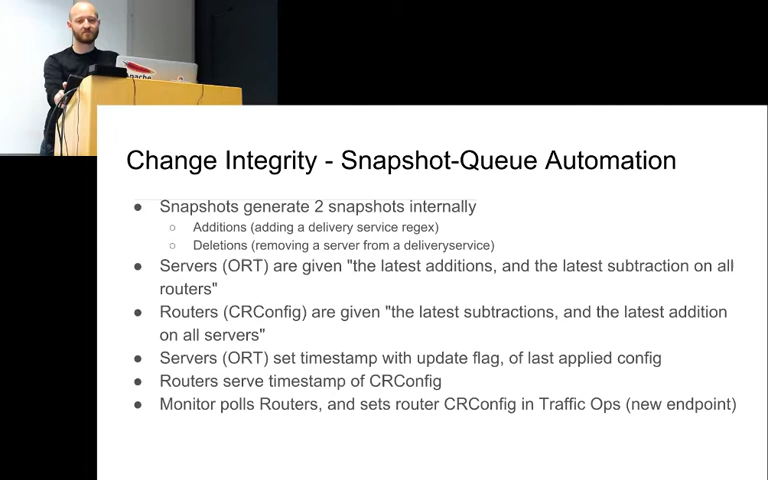 Apache
Change Integrity - Snapshot-Queue Automation
● Snapshots generate 2 snapshots internally
○ Additions (adding a delivery service regex)
○ Deletions (removing a server from a deliveryservice)
● Servers (ORT) are given "the latest additions, and the latest subtraction on all
routers"
● Routers (CRConfig) are given "the latest subtractions, and the latest addition
on all servers"
● Servers (ORT) set timestamp with update flag, of last applied config
● Routers serve timestamp of CRConfig
● Monitor polls Routers, and sets router CRConfig in Traffic Ops (new endpoint)